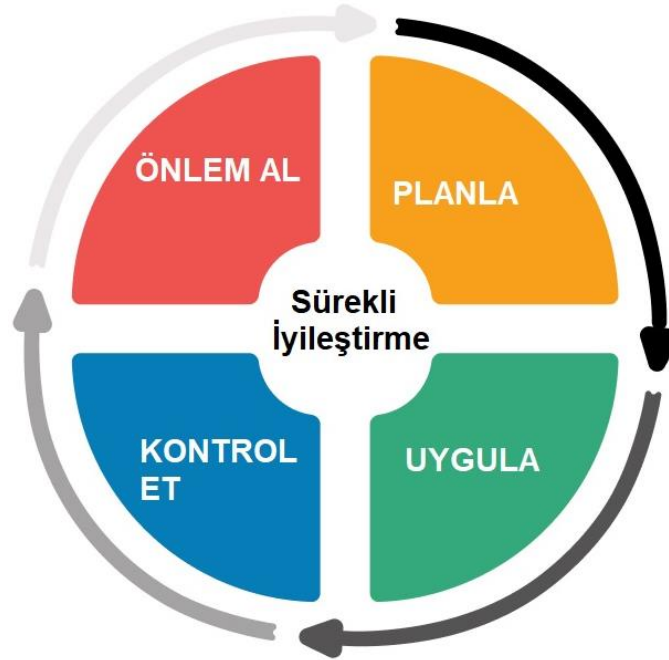 ÖNLEM AL
PLANLA
Sürekli
İyileştirme
KONTROL
ET
UYGULA